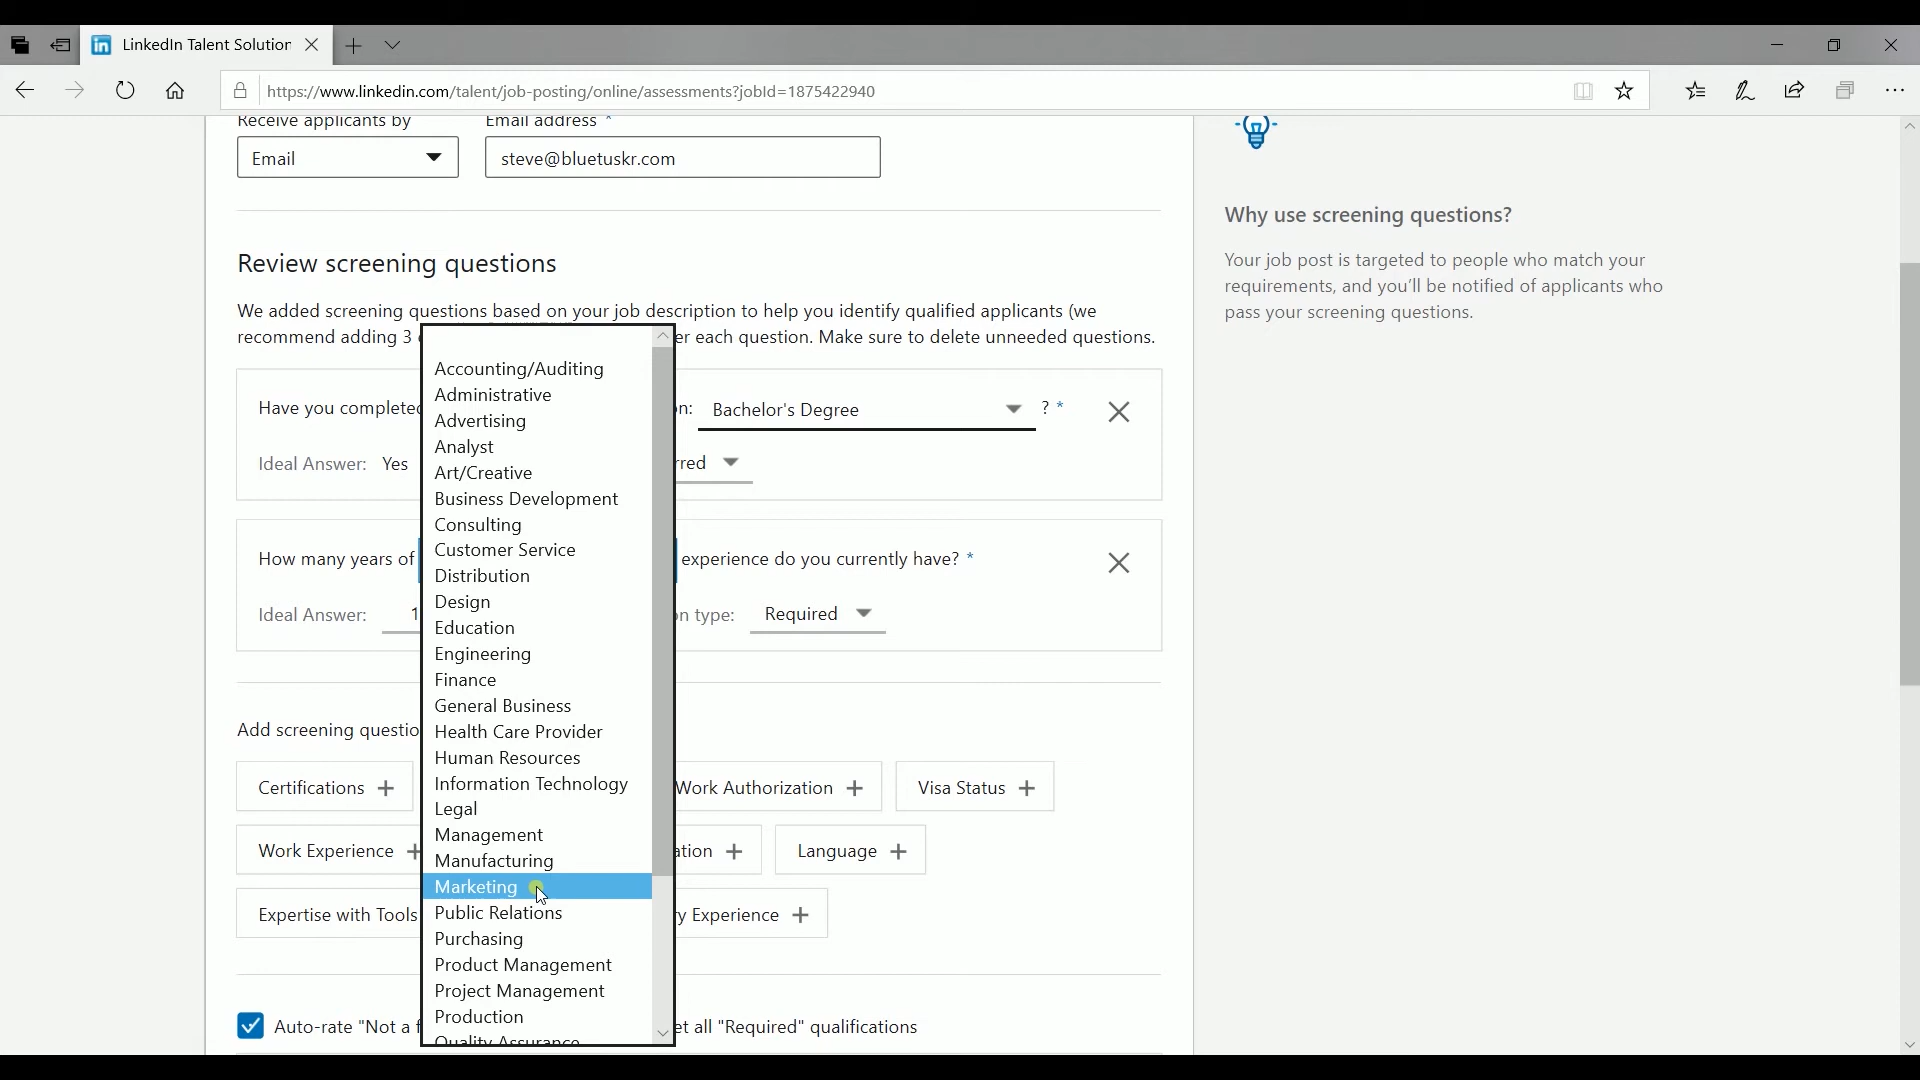 LinkedIn Talent Solution
https://www.linkedin.com/talent/job-posting/online/assessments?jobId=1875422940
Receive applicants by
Email address *
Email
steve@bluetuskr.com
Why use screening questions?
Your job post is targeted to people who match your
requirements, and you'll be notified of applicants who
pass your screening questions.
Review screening questions
We added screening questions based on your job description to help you identify qualified applicants (we
recommend adding 3 er each question. Make sure to delete unneeded questions.
Have you completed n: Bachelor's Degree ? *
Ideal Answer: Yes rred
How many years of experience do you currently have? *
Ideal Answer: 1 n type: Required
Add screening questio
Certifications +
Work Authorization +
Visa Status +
Work Experience +
ation +
Language +
Expertise with Tools
y Experience +
Auto-rate "Not a f et all "Required" qualifications
Accounting/Auditing
Administrative
Advertising
Analyst
Art/Creative
Business Development
Consulting
Customer Service
Distribution
Design
Education
Engineering
Finance
General Business
Health Care Provider
Human Resources
Information Technology
Legal
Management
Manufacturing
Marketing
Public Relations
Purchasing
Product Management
Project Management
Production
Quality Assurance